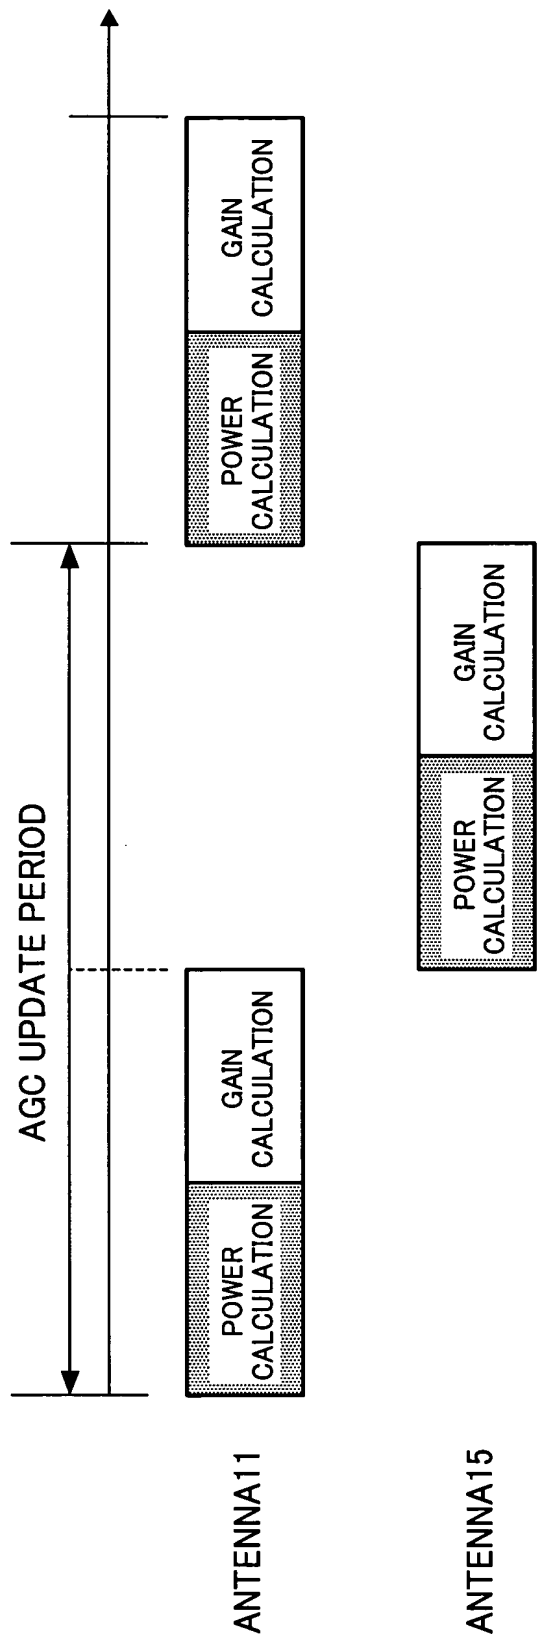 AGC UPDATE PERIOD
ANTENNA11
POWER
CALCULATION
GAIN
CALCULATION
POWER
CALCULATION
GAIN
CALCULATION
ANTENNA15
POWER
CALCULATION
GAIN
CALCULATION